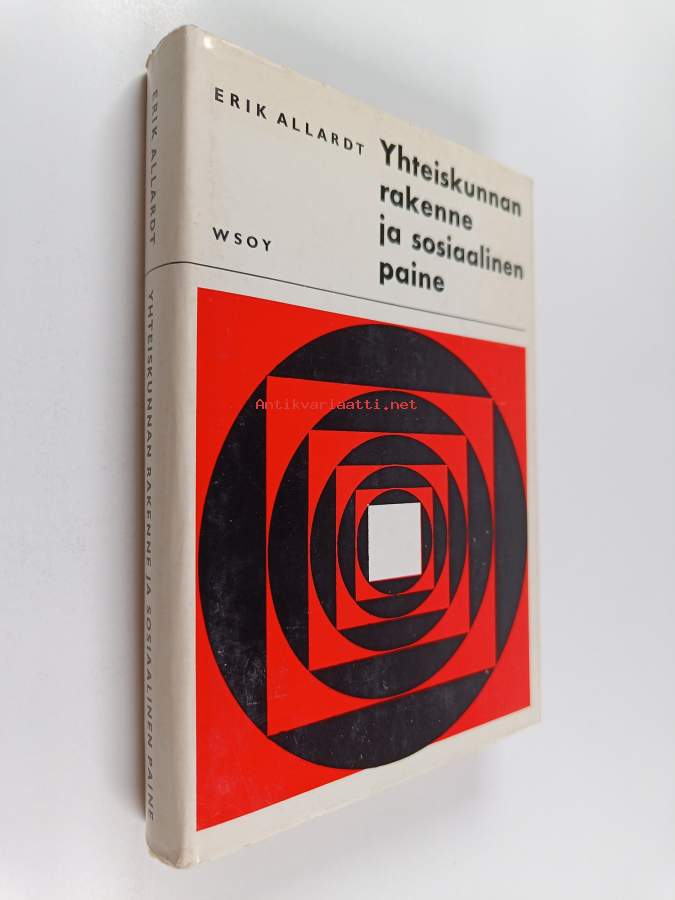 ERIK ALLARDT
Yhteiskunnan
rakenne
ja sosiaalinen
paine
WSOY
Antikvariaatti.net
ERIK ALLARDT
YHTEISKUNNAN RAKENNE JA SOSIAALINEN PAINE